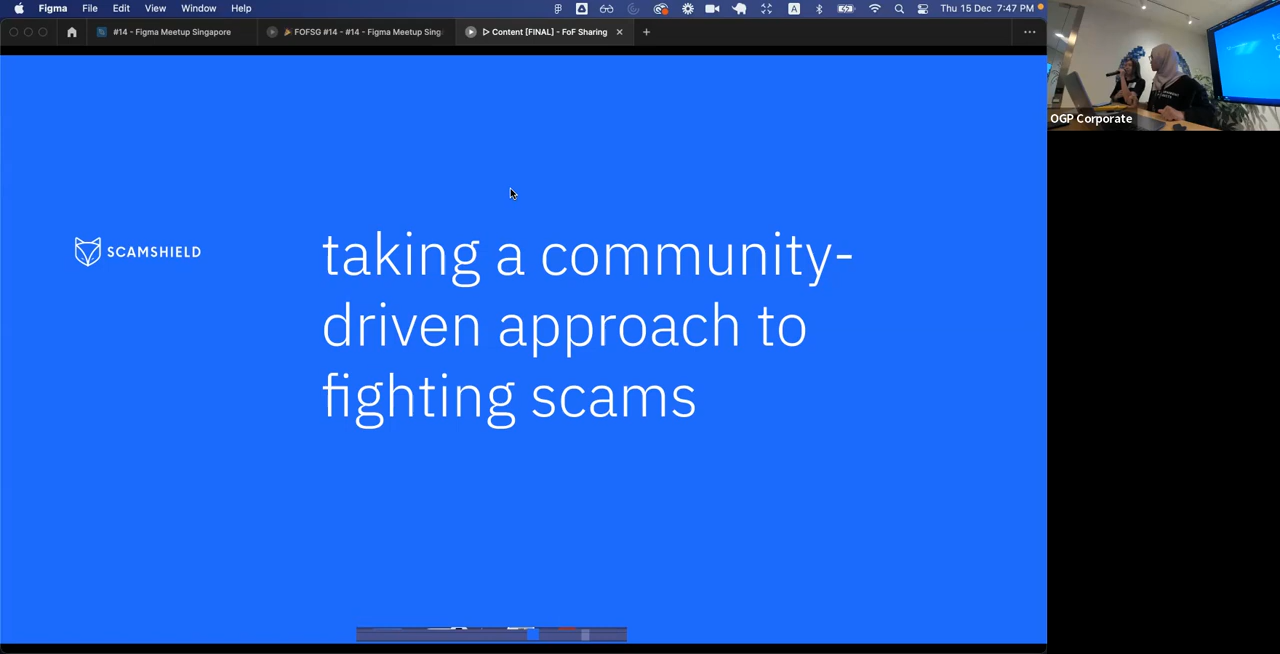 Figma File Edit View Window Help
A
Thu 15 Dec 7:47 PM
#14 - Figma Meetup Singapore
FOFSG #14 - #14 - Figma Meetup Sing
Content [FINAL] - FoF Sharing
OGP Corporate
SCAMSHIELD
taking a community-
driven approach to
fighting scams